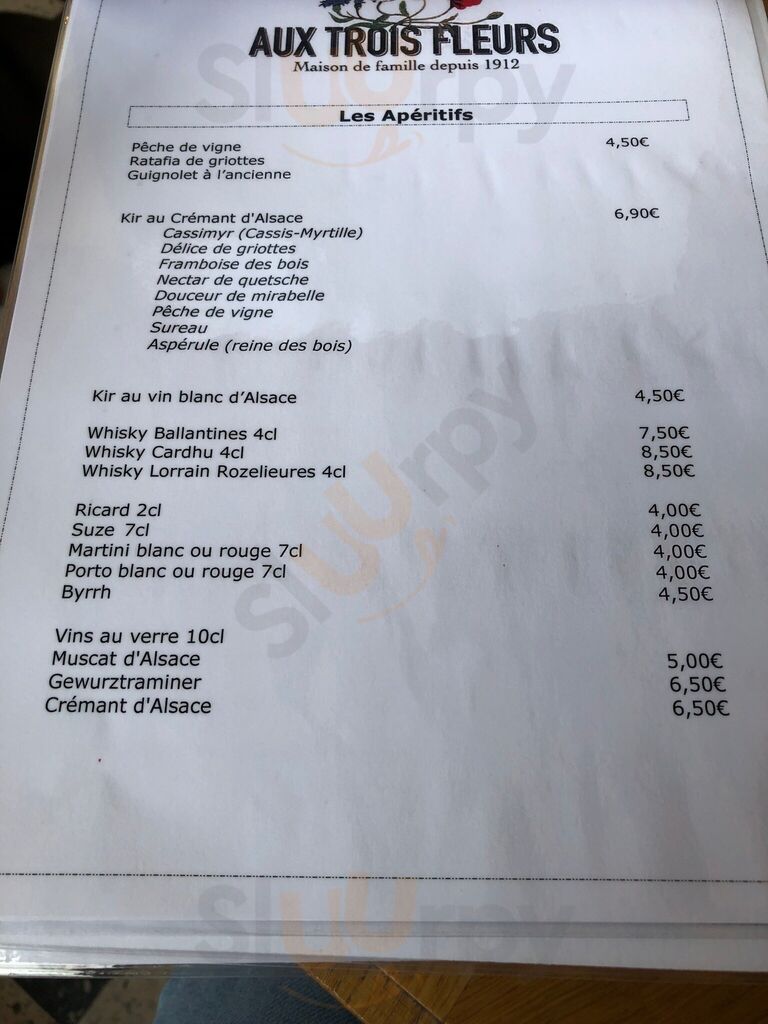 AUX TROIS FLEURS
Maison de famille depuis 1912
Les Apéritifs
Pêche de vigne 4,50€
Ratafia de griottes
Guignolet à l'ancienne
Kir au Crémant d'Alsace 6,90€
Cassimyr (Cassis-Myrtille)
Délice de griottes
Framboise des bois
Nectar de quetsche
Douceur de mirabelle
Pêche de vigne
Sureau
Aspérule (reine des bois)
Kir au vin blanc d'Alsace 4,50€
Whisky Ballantines 4cl 7,50€
Whisky Cardhu 4cl 8,50€
Whisky Lorrain Rozelieures 4cl 8,50€
Ricard 2cl 4,00€
Suze 7cl 4,00€
Martini blanc ou rouge 7cl 4,00€
Porto blanc ou rouge 7cl 4,00€
Byrrh 4,50€
Vins au verre 10cl
Muscat d'Alsace 5,00€
Gewurztraminer 6,50€
Crémant d'Alsace 6,50€
Sluurpy
Sluurpy
Sluurpy